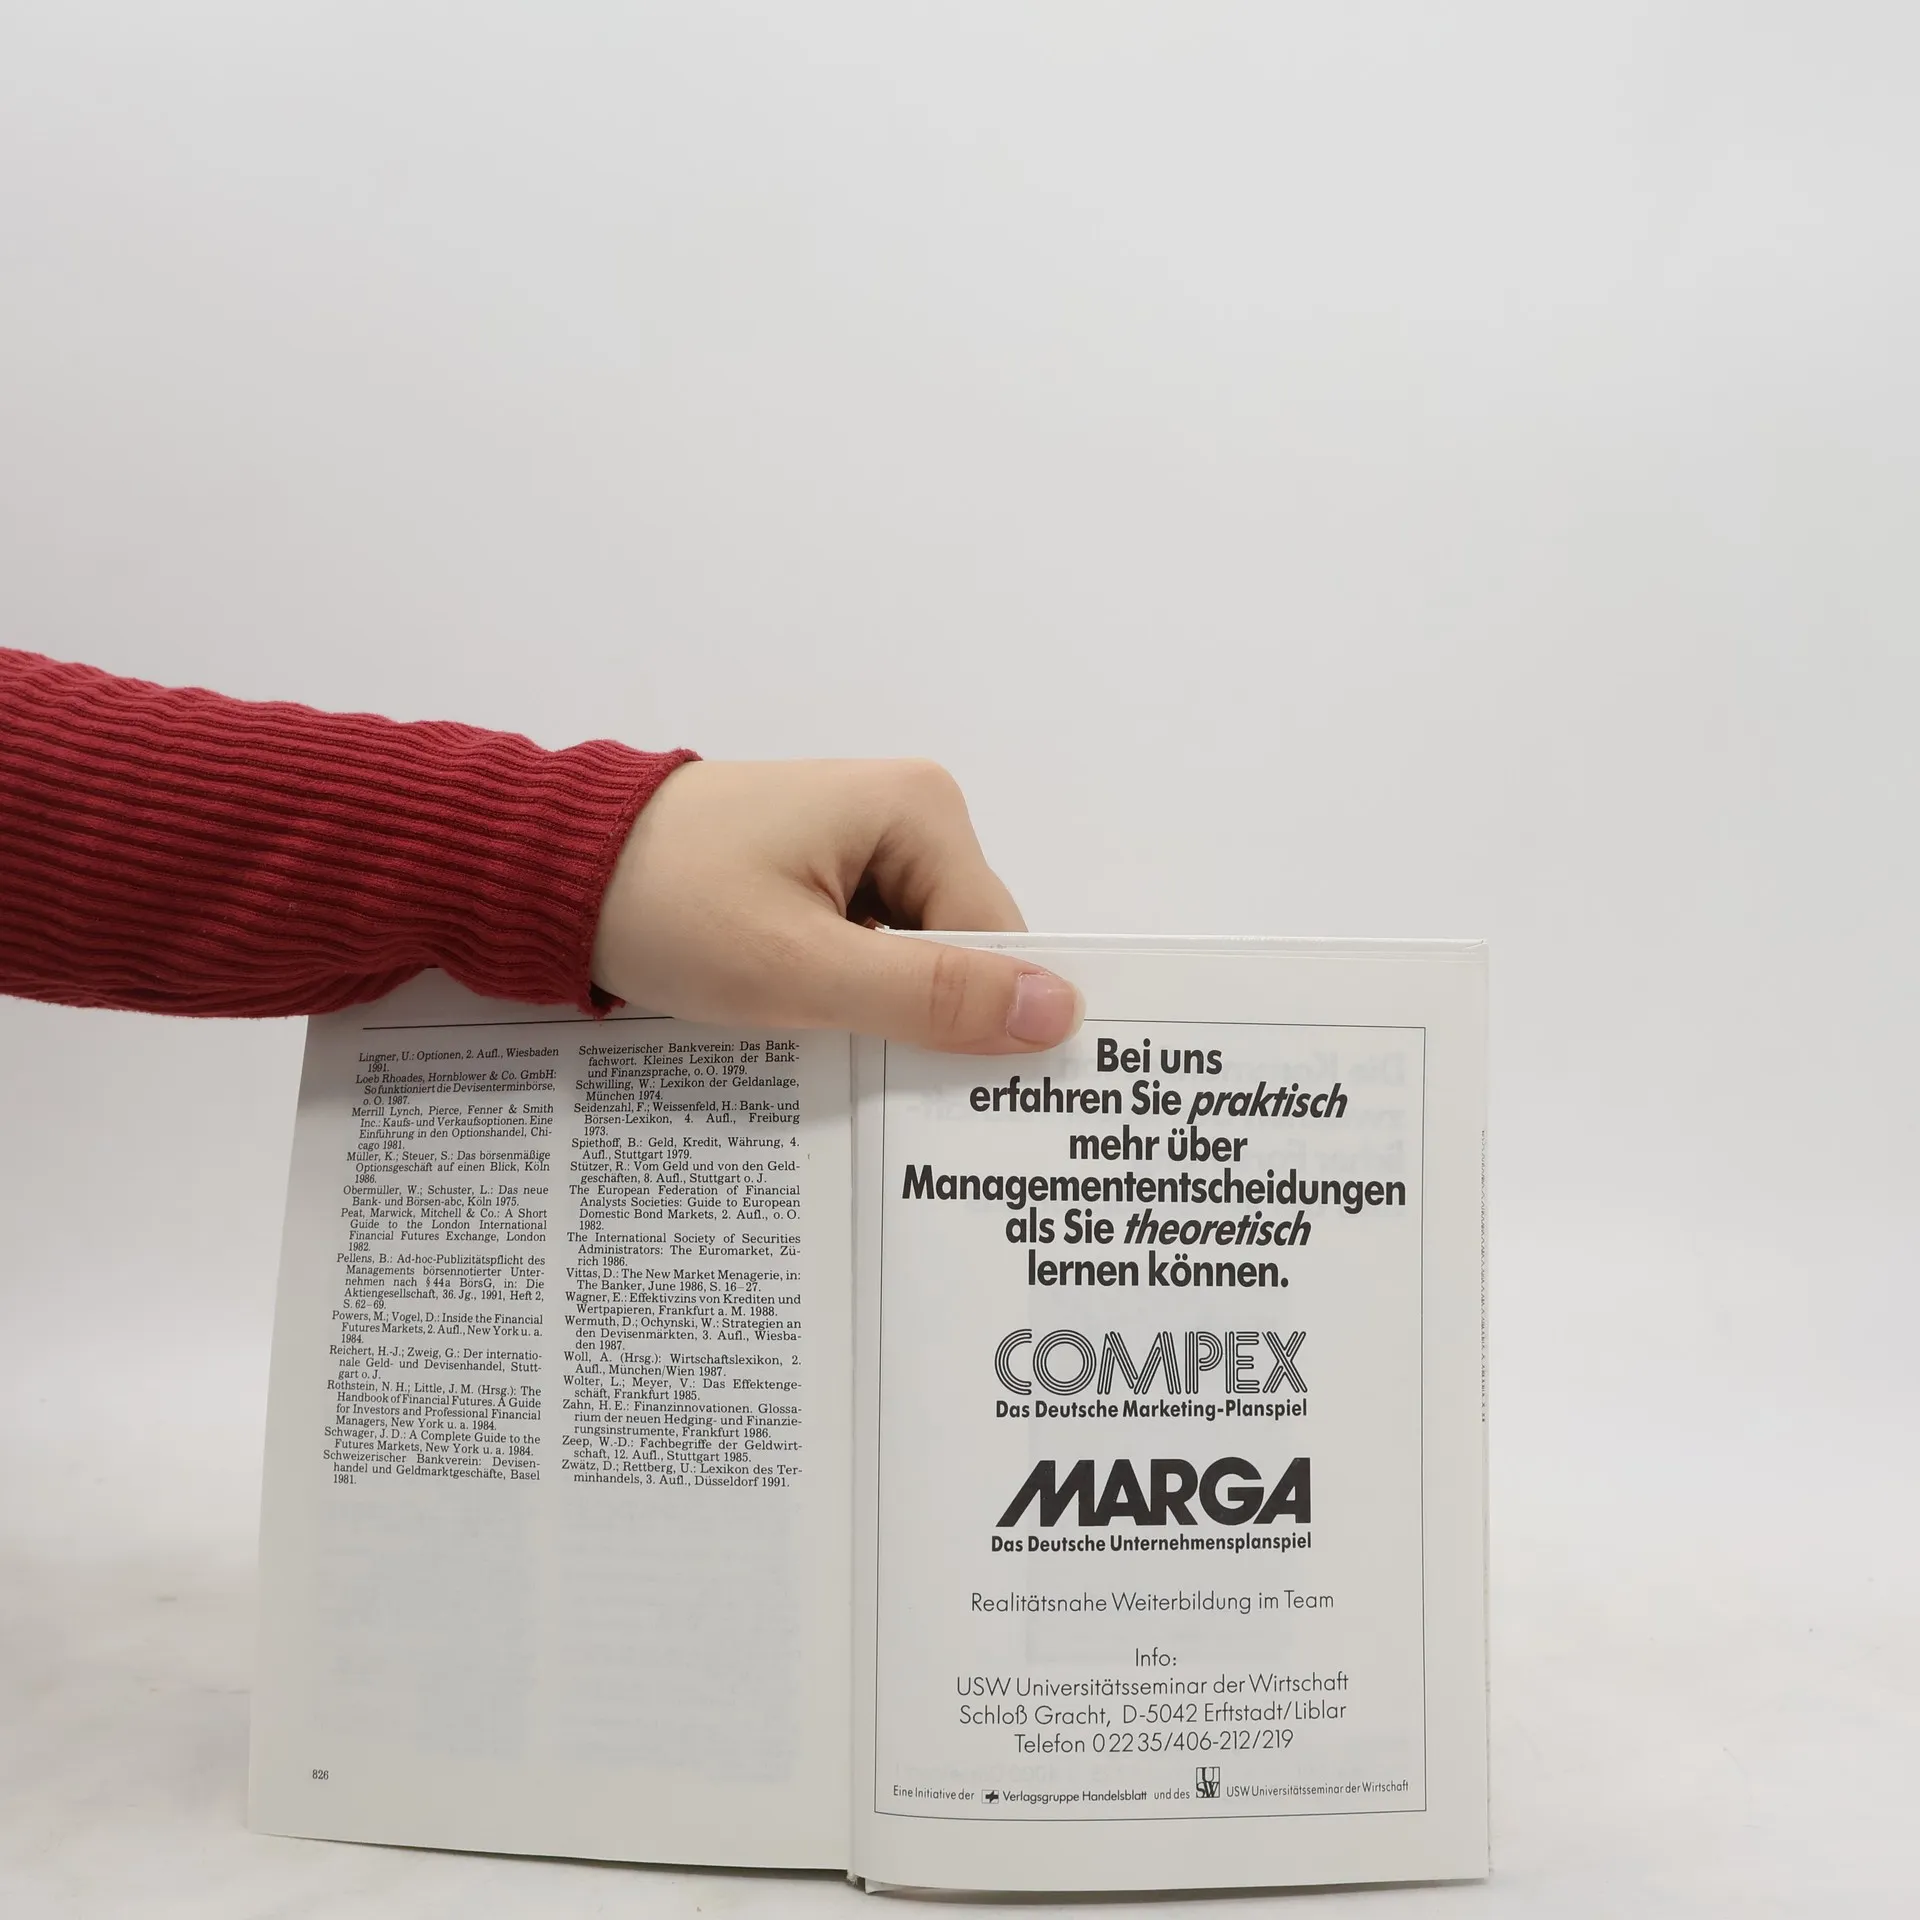 Lingner, U.: Optionen, 2. Aufl., Wiesbaden
1991.
Loeb Rhoades, Hornblower & Co. GmbH:
So funktioniert die Devisenterminbörse,
o. O. 1987.
Merrill Lynch, Pierce, Fenner & Smith
Inc.: Kaufs- und Verkaufsoptionen. Eine
Einführung in den Optionshandel, Chi-
cago 1981.
Müller, K.; Steuer, S.: Das börsenmäßige
Optionsgeschäft auf einen Blick, Köln
1986.
Obermüller, W.; Schuster, L.: Das neue
Bank- und Börsen-abc, Köln 1975.
Peat, Marwick, Mitchell & Co.: A Short
Guide to the London International
Financial Futures Exchange, London
1982.
Pellens, B.: Ad-hoc-Publizitätspflicht des
Managements börsennotierter Unter-
nehmen nach § 44a BörsG, in: Die
Aktiengesellschaft, 36. Jg., 1991, Heft 2,
S. 62–69.
Powers, M.; Vogel, D.: Inside the Financial
Futures Markets, 2. Aufl., New York u. a.
1984.
Reichert, H.-J.; Zweig, G.: Der internatio-
nale Geld- und Devisenhandel, Stutt-
gart o. J.
Rothstein, N. H.; Little, J. M. (Hrsg.): The
Handbook of Financial Futures. A Guide
for Investors and Professional Financial
Managers, New York u. a. 1984.
Schwager, J. D.: A Complete Guide to the
Futures Markets, New York u. a. 1984.
Schweizerischer Bankverein: Devisen-
handel und Geldmarktgeschäfte, Basel
1981.
Schweizerischer Bankverein: Das Bank-
fachwort. Kleines Lexikon der Bank-
und Finanzsprache, o. O. 1979.
Schwilling, W.: Lexikon der Geldanlage,
München 1974.
Seidenzahl, F.; Weissenfeld, H.: Bank- und
Börsen-Lexikon, 4. Aufl., Freiburg
1973.
Spiethoff, B.: Geld, Kredit, Währung, 4.
Aufl., Stuttgart 1979.
Stützer, R.: Vom Geld und von den Geld-
geschäften, 8. Aufl., Stuttgart o. J.
The European Federation of Financial
Analysts Societies: Guide to European
Domestic Bond Markets, 2. Aufl., o. O.
1982.
The International Society of Securities
Administrators: The Euromarket, Zü-
rich 1986.
Vittas, D.: The New Market Menagerie, in:
The Banker, June 1986, S. 16–27.
Wagner, E.: Effektivzins von Krediten und
Wertpapieren, Frankfurt a. M. 1988.
Wermuth, D.; Ochynski, W.: Strategien an
den Devisenmärkten, 3. Aufl., Wiesba-
den 1987.
Woll, A. (Hrsg.): Wirtschaftslexikon, 2.
Aufl., München/Wien 1987.
Wolter, L.; Meyer, V.: Das Effektenge-
schäft, Frankfurt 1985.
Zahn, H. E.: Finanzinnovationen. Glossa-
rium der neuen Hedging- und Finanzie-
rungsinstrumente, Frankfurt 1986.
Zeep, W.-D.: Fachbegriffe der Geldwirt-
schaft, 12. Aufl., Stuttgart 1985.
Zwätz, D.; Rettberg, U.: Lexikon des Ter-
minhandels, 3. Aufl., Düsseldorf 1991.
826
Bei uns
erfahren Sie praktisch
mehr über
Managemententscheidungen
als Sie theoretisch
lernen können.
COMPEX
Das Deutsche Marketing-Planspiel
MARGA
Das Deutsche Unternehmensplanspiel
Realitätsnahe Weiterbildung im Team
Info:
USW Universitätsseminar der Wirtschaft
Schloß Gracht, D-5042 Erftstadt/Liblar
Telefon 0 22 35/406-212/219
Eine Initiative der Verlagsgruppe Handelsblatt und des USW USW Universitätsseminar der Wirtschaft